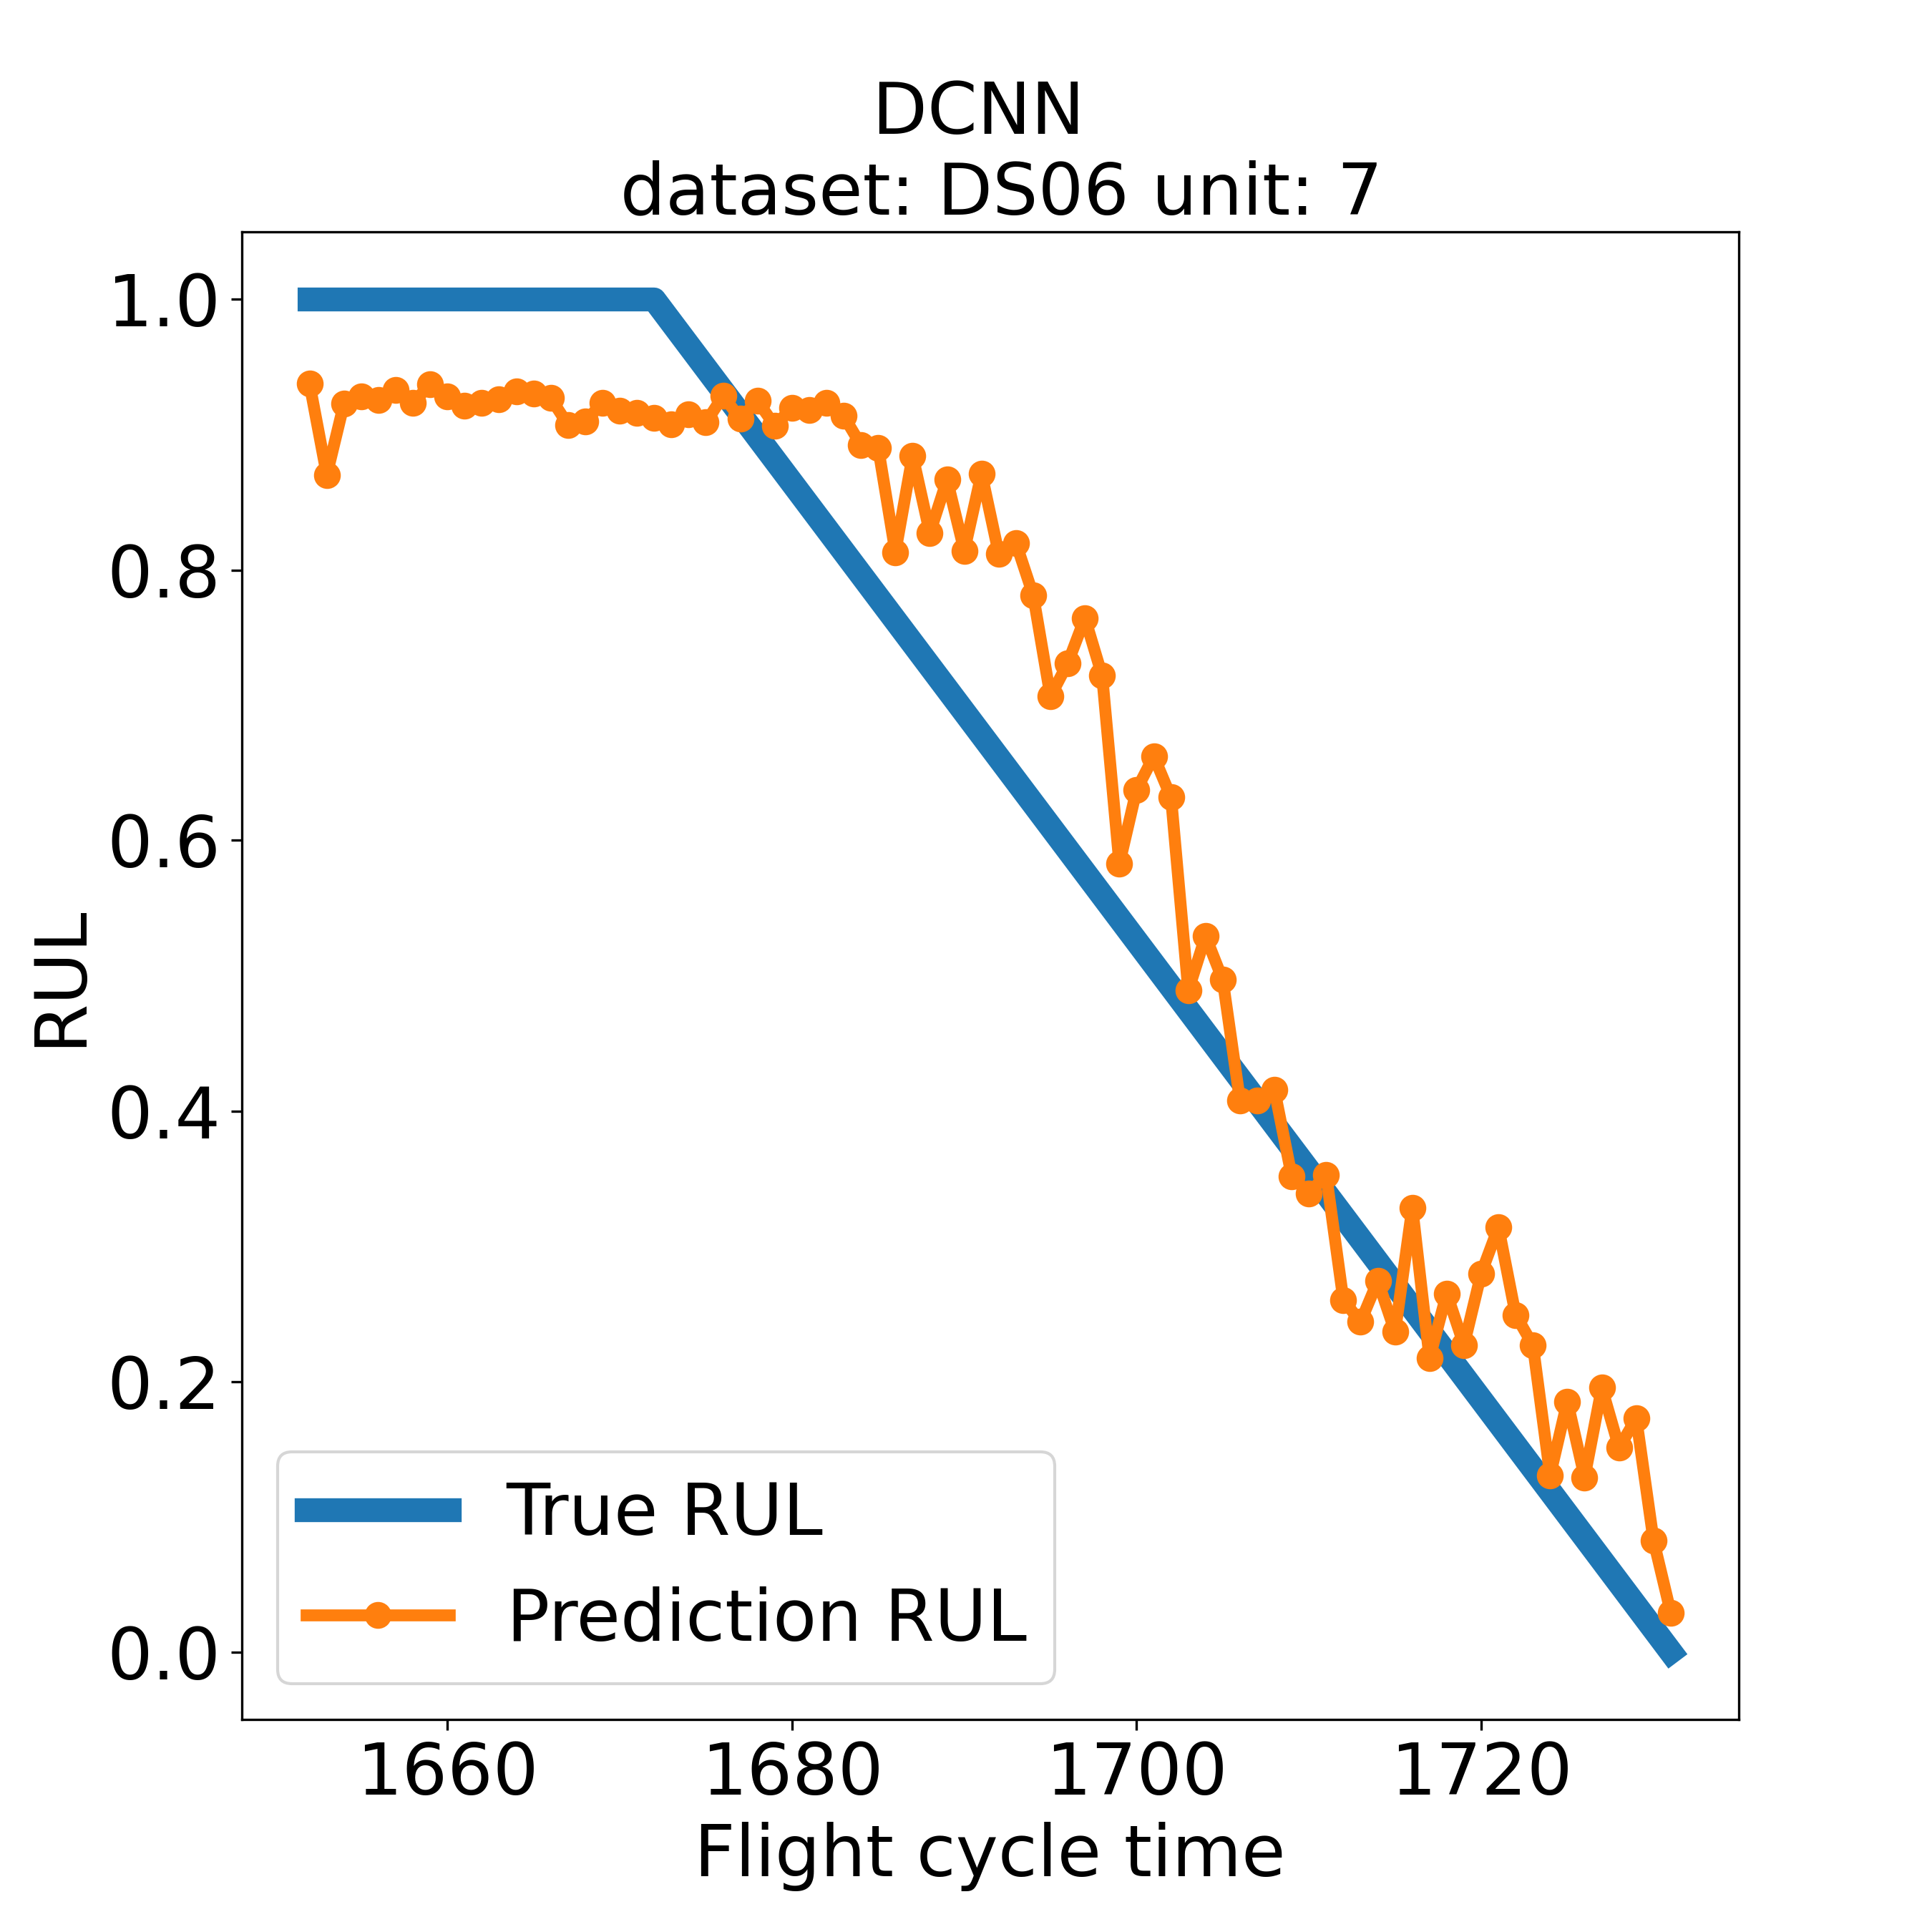 DCNN
dataset: DS06 unit: 7
1.0
0.8
0.6
0.4
0.2
0.0
RUL
True RUL
Prediction RUL
1660 1680 1700 1720
Flight cycle time